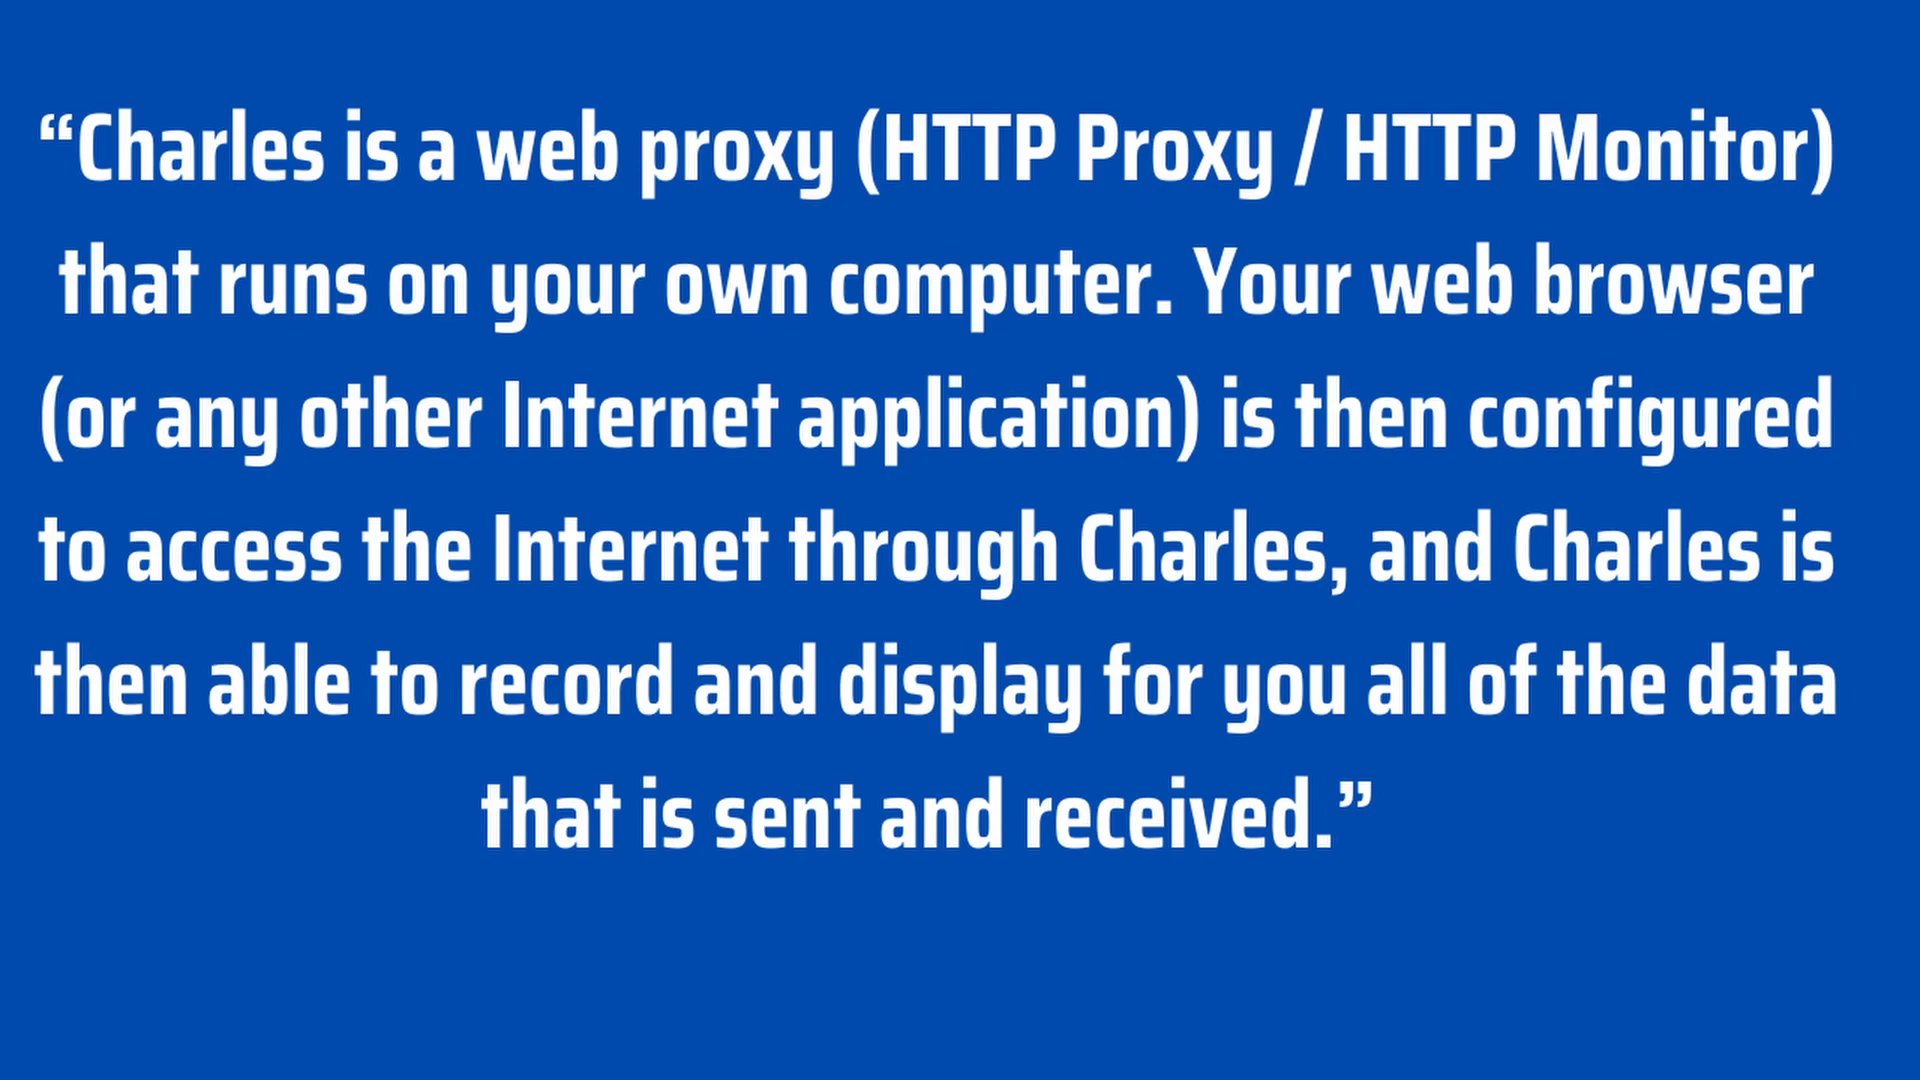 “Charles is a web proxy (HTTP Proxy / HTTP Monitor)
that runs on your own computer. Your web browser
(or any other Internet application) is then configured
to access the Internet through Charles, and Charles is
then able to record and display for you all of the data
that is sent and received.”